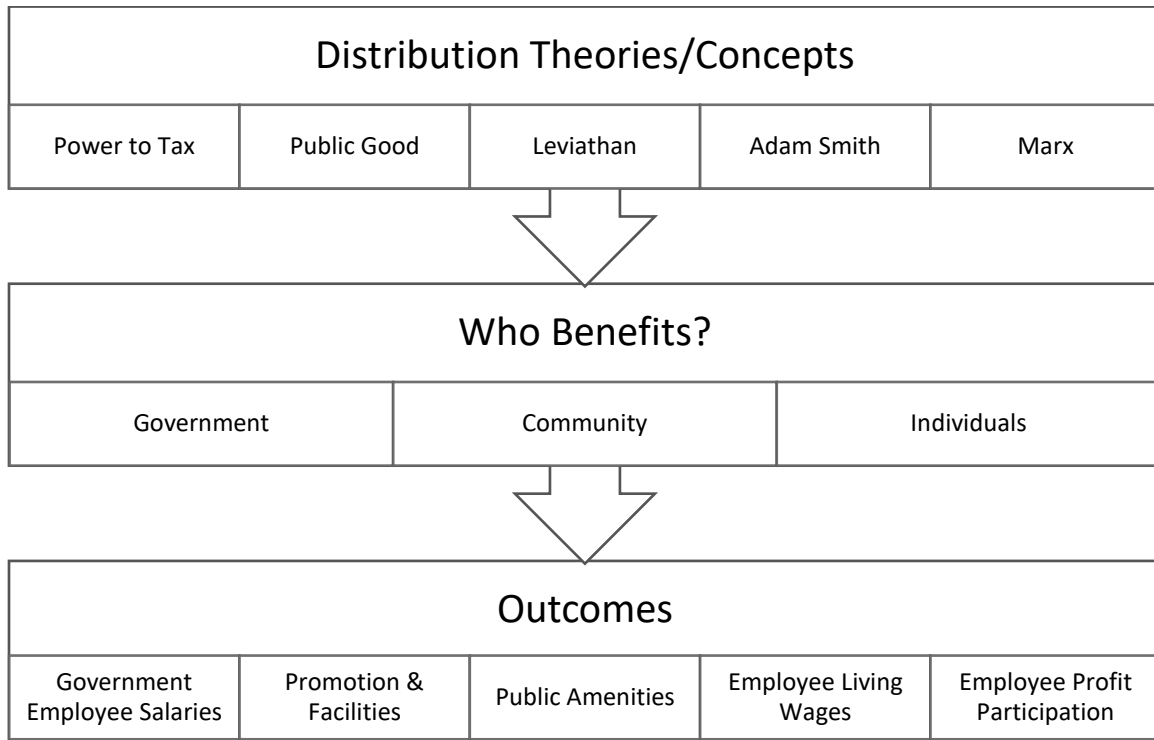 Distribution Theories/Concepts
Power to Tax
Public Good
Leviathan
Adam Smith
Marx
Who Benefits?
Government
Community
Individuals
Outcomes
Government
Employee Salaries
Promotion &
Facilities
Public Amenities
Employee Living
Wages
Employee Profit
Participation